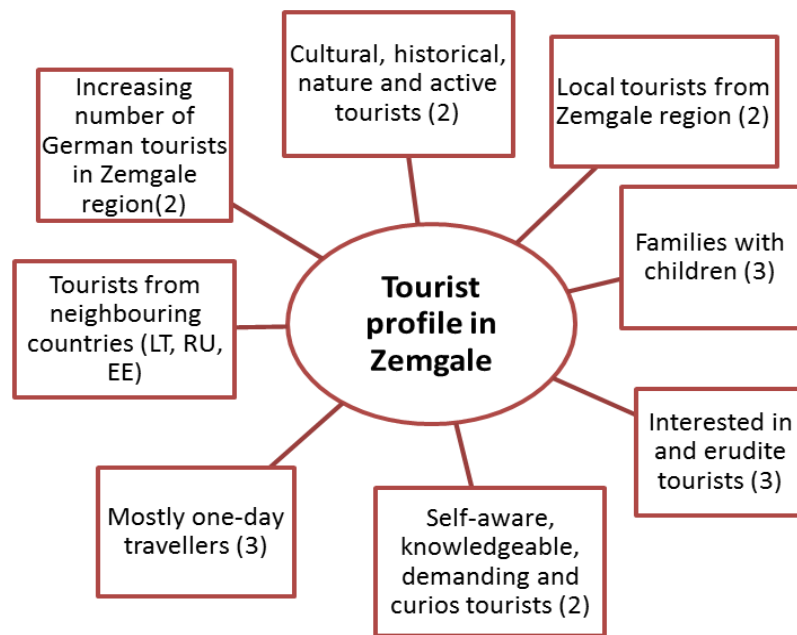 Cultural, historical,
nature and active
tourists (2)
Increasing
number of
German tourists
in Zemgale
region(2)
Local tourists from
Zemgale region (2)
Families with
children (3)
Tourists from
neighbouring
countries (LT, RU,
EE)
Tourist
profile in
Zemgale
Interested in
and erudite
tourists (3)
Mostly one-day
travellers (3)
Self-aware,
knowledgeable,
demanding and
curios tourists (2)